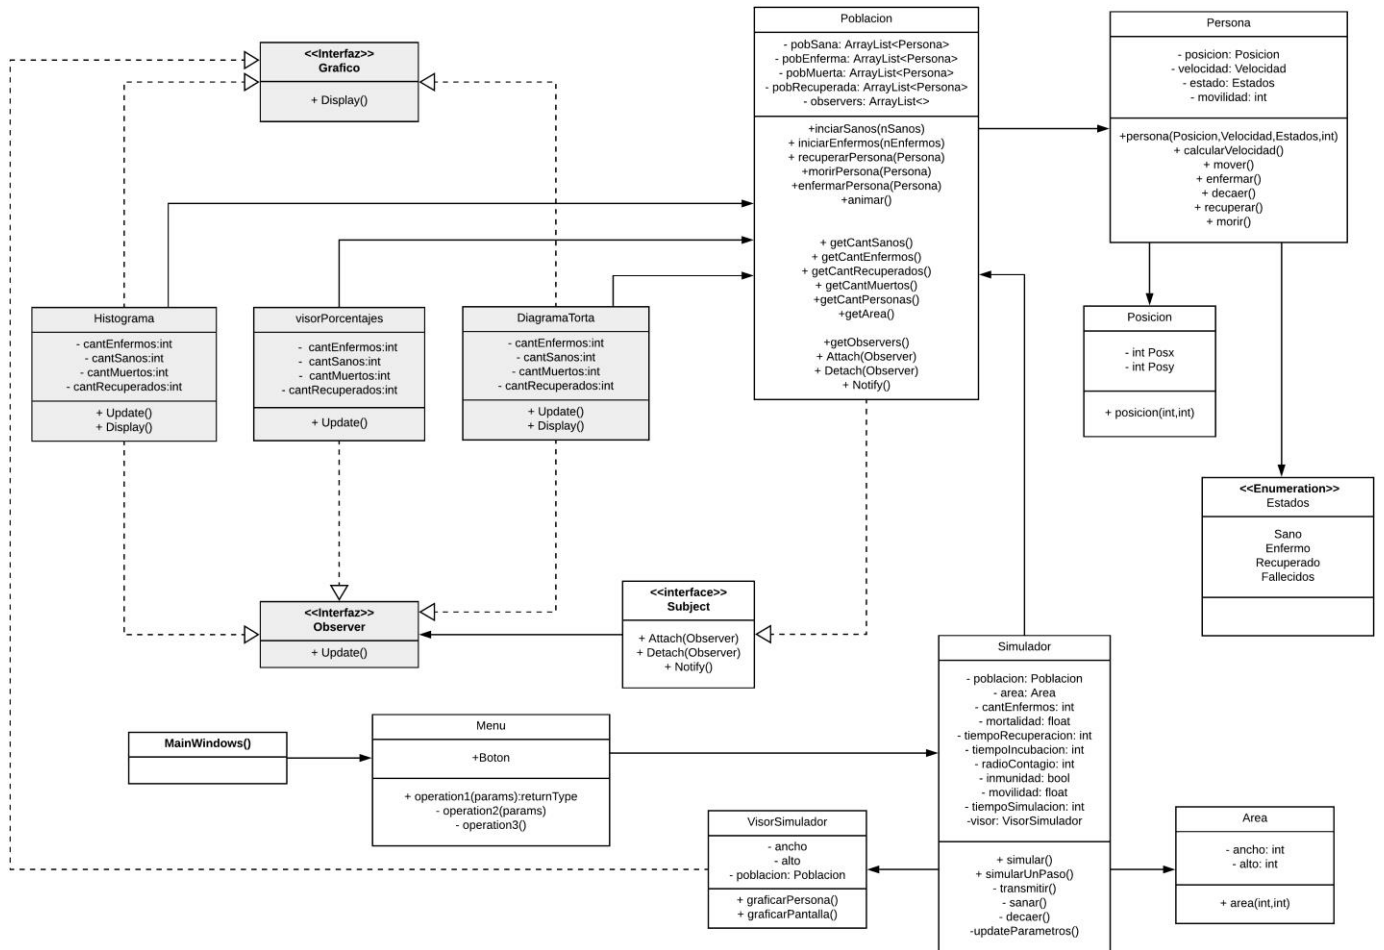 <<Interfaz>>
Grafico
+ Display()
Poblacion
- pobSana: ArrayList<Persona>
- pobEnferma: ArrayList<Persona>
- pobMuerta: ArrayList<Persona>
- pobRecuperada: ArrayList<Persona>
- observers: ArrayList<>
+inciarSanos(nSanos)
+ iniciarEnfermos(nEnfermos)
+ recuperarPersona(Persona)
+morirPersona(Persona)
+enfermarPersona(Persona)
+animar()
+ getCantSanos()
+ getCantEnfermos()
+ getCantRecuperados()
+ getCantMuertos()
+getCantPersonas()
+getArea()
+getObservers()
+ Attach(Observer)
+ Detach(Observer)
+ Notify()
Persona
- posicion: Posicion
- velocidad: Velocidad
- estado: Estados
- movilidad: int
+persona(Posicion,Velocidad,Estados,int)
+ calcularVelocidad()
+ mover()
+ enfermar()
+ decaer()
+ recuperar()
+ morir()
Histograma
- cantEnfermos:int
- cantSanos:int
- cantMuertos:int
- cantRecuperados:int
+ Update()
+ Display()
visorPorcentajes
- cantEnfermos:int
- cantSanos:int
- cantMuertos:int
- cantRecuperados:int
+ Update()
DiagramaTorta
- cantEnfermos:int
- cantSanos:int
- cantMuertos:int
- cantRecuperados:int
+ Update()
+ Display()
Posicion
- int Posx
- int Posy
+ posicion(int,int)
<<Enumeration>>
Estados
Sano
Enfermo
Recuperado
Fallecidos
<<Interfaz>>
Observer
+ Update()
<<interface>>
Subject
+ Attach(Observer)
+ Detach(Observer)
+ Notify()
Simulador
- poblacion: Poblacion
- area: Area
- cantEnfermos: int
- mortalidad: float
- tiempoRecuperacion: int
- tiempoIncubacion: int
- radioContagio: int
- inmunidad: bool
- movilidad: float
- tiempoSimulacion: int
-visor: VisorSimulador
+ simular()
+ simularUnPaso()
- transmitir()
- sanar()
- decaer()
-updateParametros()
MainWindows()
Menu
+Boton
+ operation1(params):returnType
- operation2(params)
- operation3()
VisorSimulador
- ancho
- alto
- poblacion: Poblacion
+ graficarPersona()
+ graficarPantalla()
Area
- ancho: int
- alto: int
+ area(int,int)